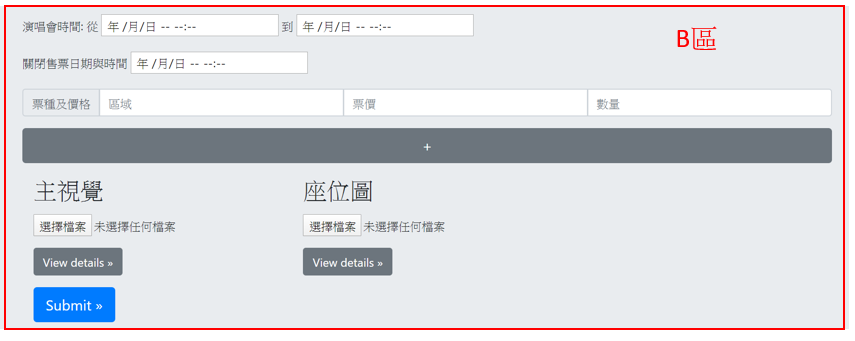 演唱會時間: 從 年 /月/日 -- --:-- 到 年 /月/日 -- --:--
B區
關閉售票日期與時間 年 /月/日 -- --:--
票種及價格 區域 票價 數量
+
主視覺 座位圖
選擇檔案 未選擇任何檔案 選擇檔案 未選擇任何檔案
View details » View details »
Submit »